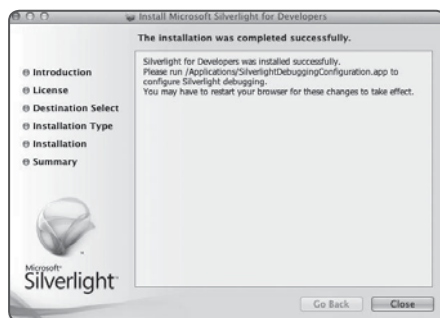 Install Microsoft Silverlight for Developers
The installation was completed successfully.
Introduction
License
Destination Select
Installation Type
Installation
Summary
Silverlight for Developers was installed successfully.
Please run /Applications/SilverlightDebuggingConfiguration.app to
configure Silverlight debugging.
You may have to restart your browser for these changes to take effect.
Microsoft®
Silverlight™
Go Back
Close